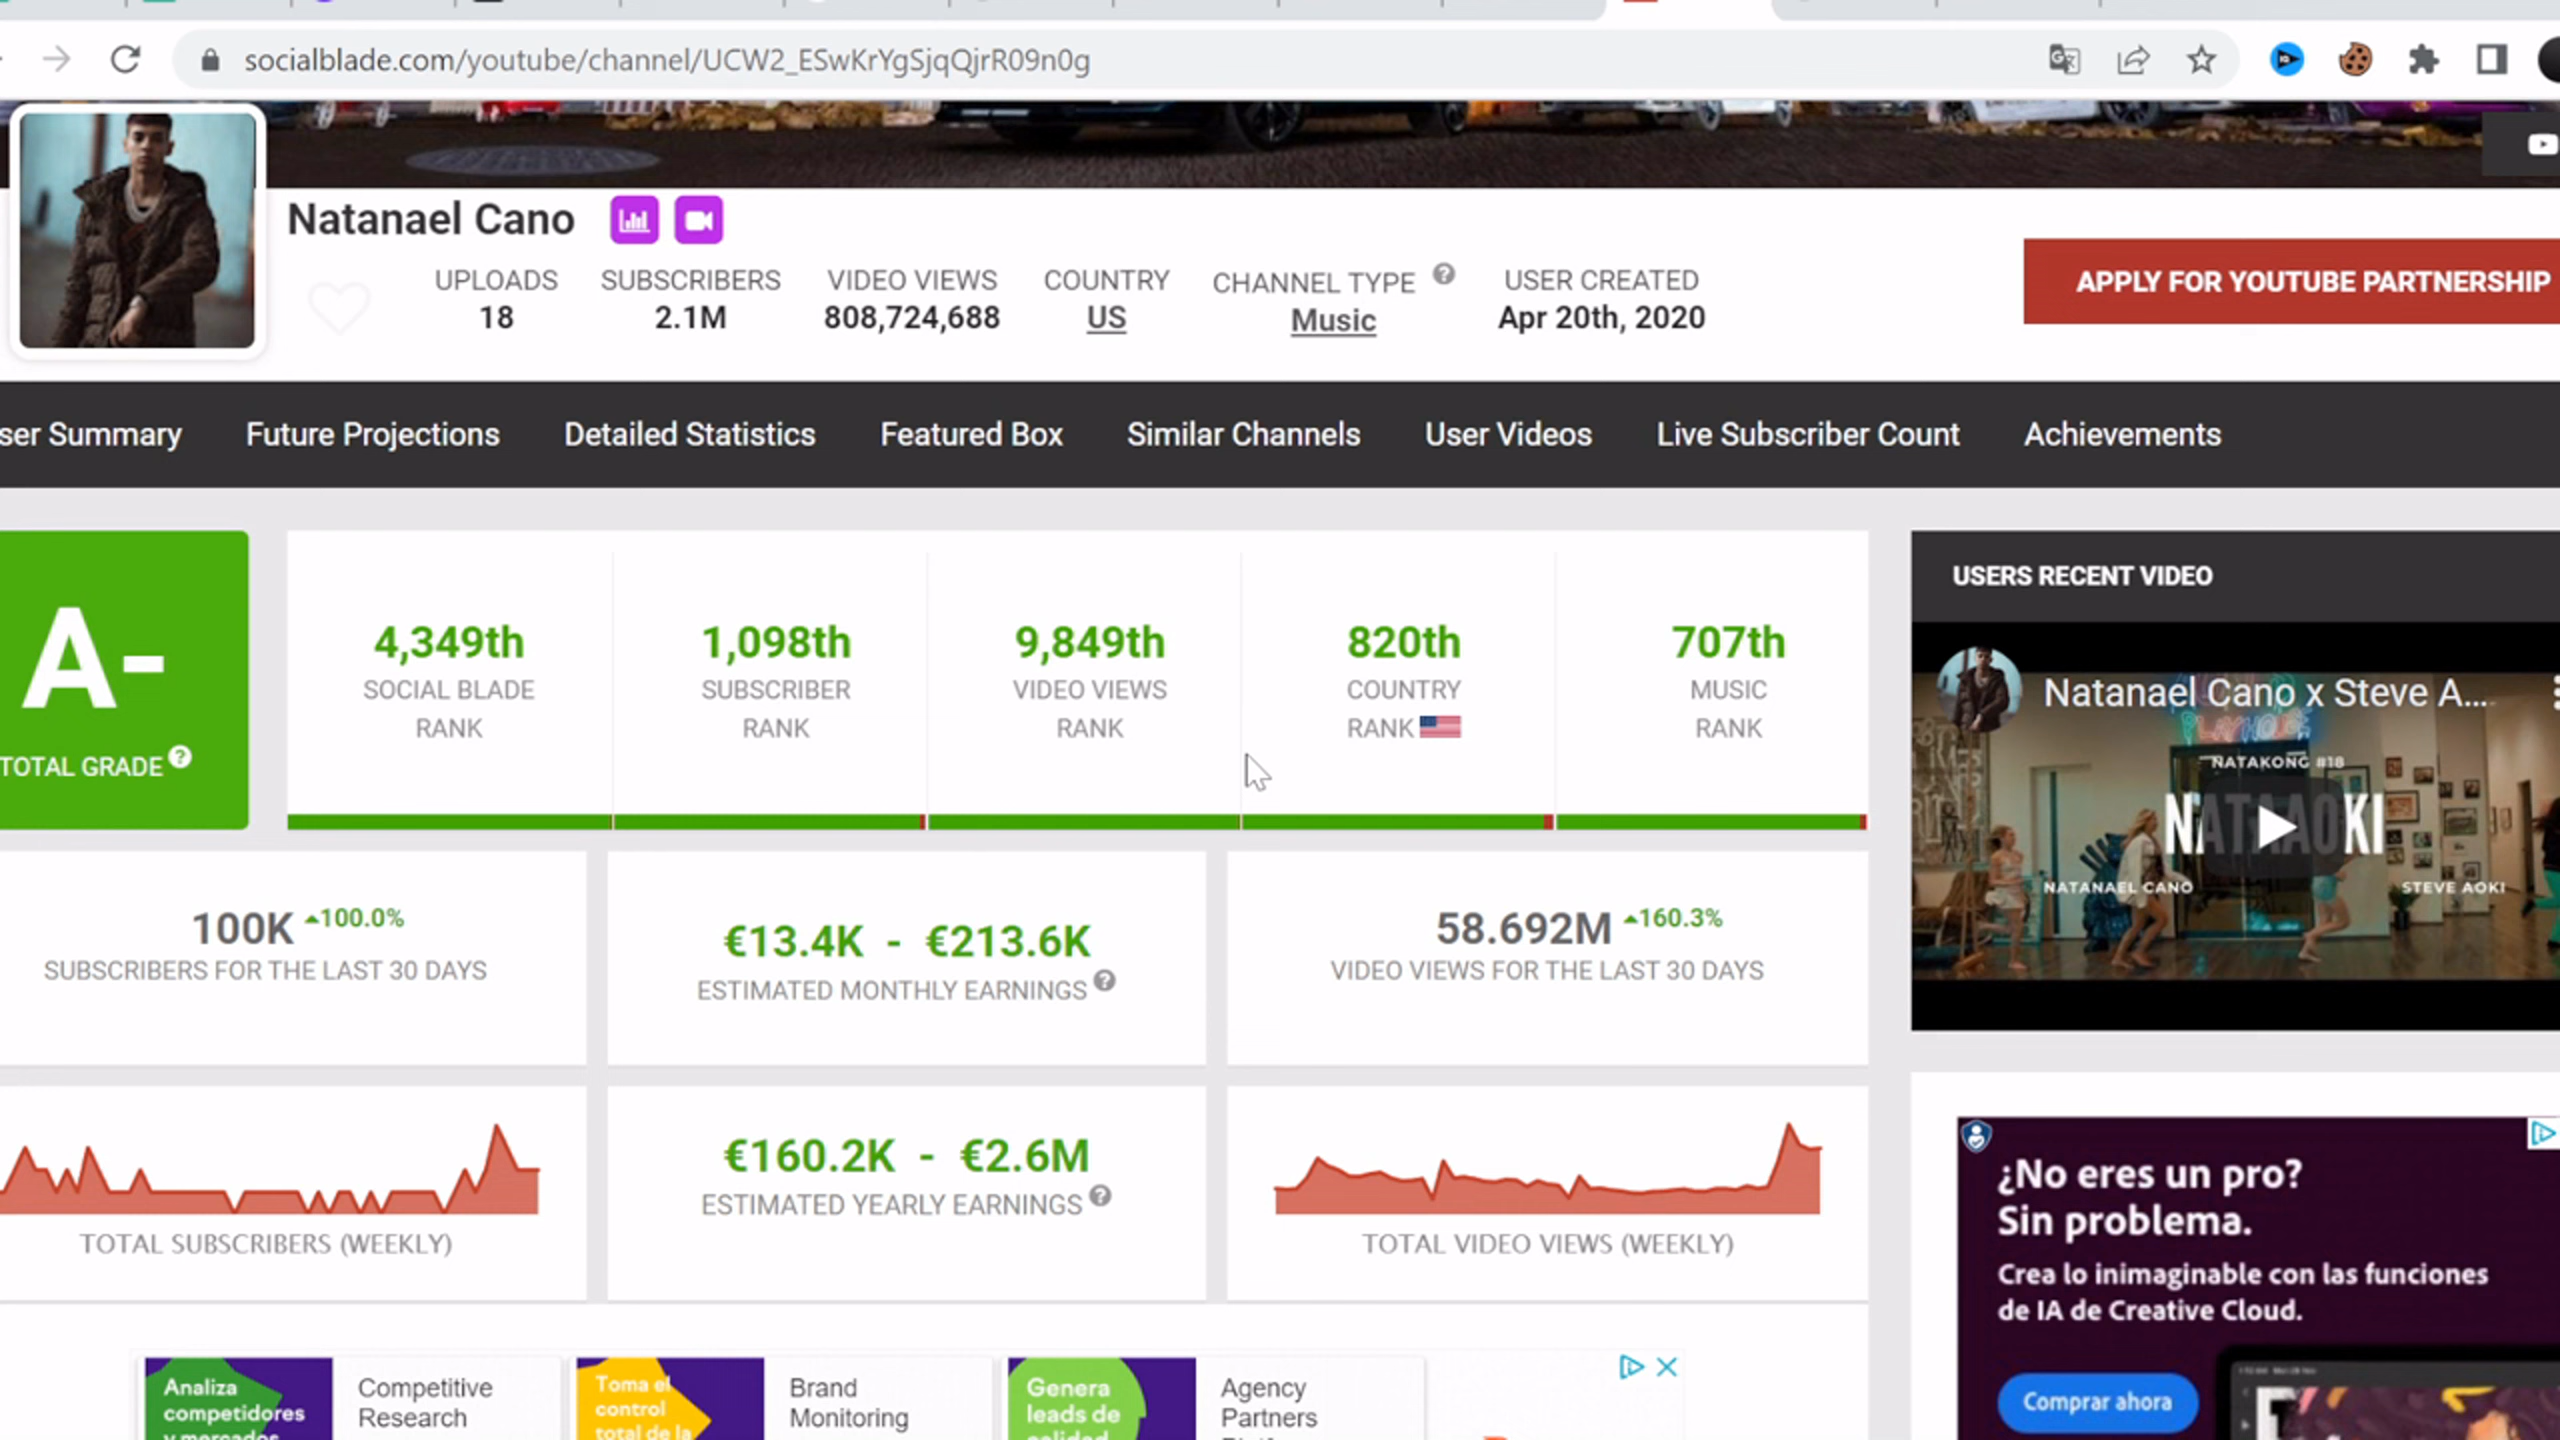 socialblade.com/youtube/channel/UCW2_ESwKrYgSjqQjrR09n0g
Natanael Cano
UPLOADS
18
SUBSCRIBERS
2.1M
VIDEO VIEWS
808,724,688
COUNTRY
US
CHANNEL TYPE
Music
USER CREATED
Apr 20th, 2020
APPLY FOR YOUTUBE PARTNERSHIP
ser Summary
Future Projections
Detailed Statistics
Featured Box
Similar Channels
User Videos
Live Subscriber Count
Achievements
A-
TOTAL GRADE
4,349th
SOCIAL BLADE
RANK
1,098th
SUBSCRIBER
RANK
9,849th
VIDEO VIEWS
RANK
820th
COUNTRY
RANK
707th
MUSIC
RANK
USERS RECENT VIDEO
Natanael Cano x Steve A...
PLAYHOUSE
NATAKONG #18
NATAAOKI
NATANAEL CANO
STEVE AOKI
100K 100.0%
SUBSCRIBERS FOR THE LAST 30 DAYS
€13.4K - €213.6K
ESTIMATED MONTHLY EARNINGS
58.692M 160.3%
VIDEO VIEWS FOR THE LAST 30 DAYS
TOTAL SUBSCRIBERS (WEEKLY)
€160.2K - €2.6M
ESTIMATED YEARLY EARNINGS
TOTAL VIDEO VIEWS (WEEKLY)
¿No eres un pro?
Sin problema.
Crea lo inimaginable con las funciones
de IA de Creative Cloud.
Comprar ahora
Analiza
competidores
y mercados
Competitive
Research
Toma el
control
total de la
Brand
Monitoring
Genera
leads de
calidad
Agency
Partners